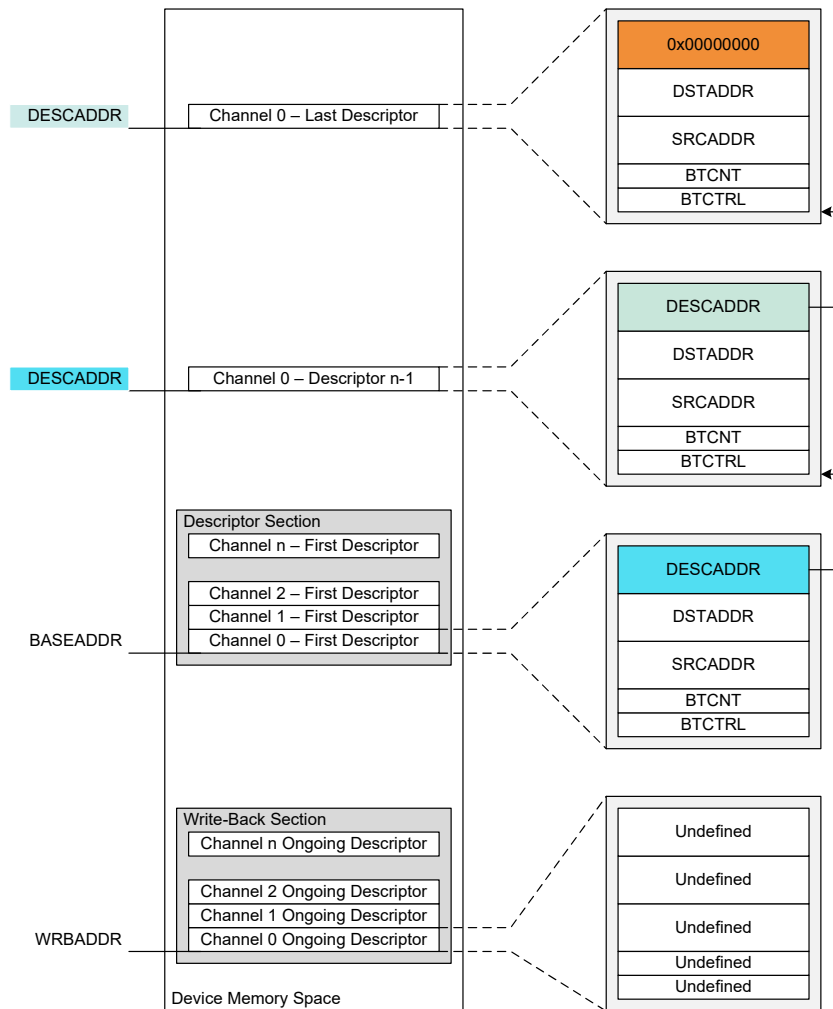 0x00000000
DSTADDR
DESCADDR
Channel 0 – Last Descriptor
SRCADDR
BTCNT
BTCTRL
DESCADDR
DSTADDR
DESCADDR
Channel 0 – Descriptor n-1
SRCADDR
BTCNT
BTCTRL
Descriptor Section
Channel n – First Descriptor
DESCADDR
Channel 2 – First Descriptor
Channel 1 – First Descriptor
DSTADDR
BASEADDR
Channel 0 – First Descriptor
SRCADDR
BTCNT
BTCTRL
Write-Back Section
Channel n Ongoing Descriptor
Undefined
Channel 2 Ongoing Descriptor
Undefined
Channel 1 Ongoing Descriptor
WRBADDR
Channel 0 Ongoing Descriptor
Undefined
Undefined
Undefined
Device Memory Space